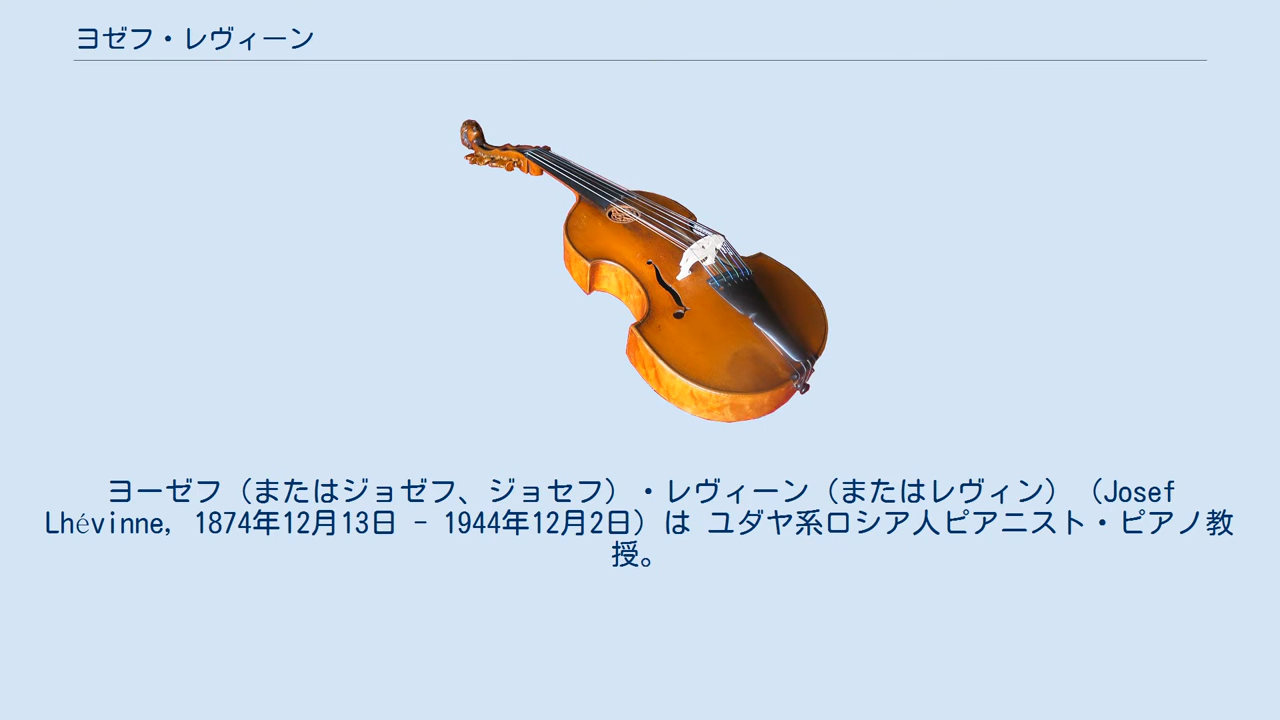 ヨゼフ・レヴィーン
ヨーゼフ（またはジョゼフ、ジョセフ）・レヴィーン（またはレヴィン）（Josef
Lhévinne, 1874年12月13日 - 1944年12月2日）は ユダヤ系ロシア人ピアニスト・ピアノ教
授。